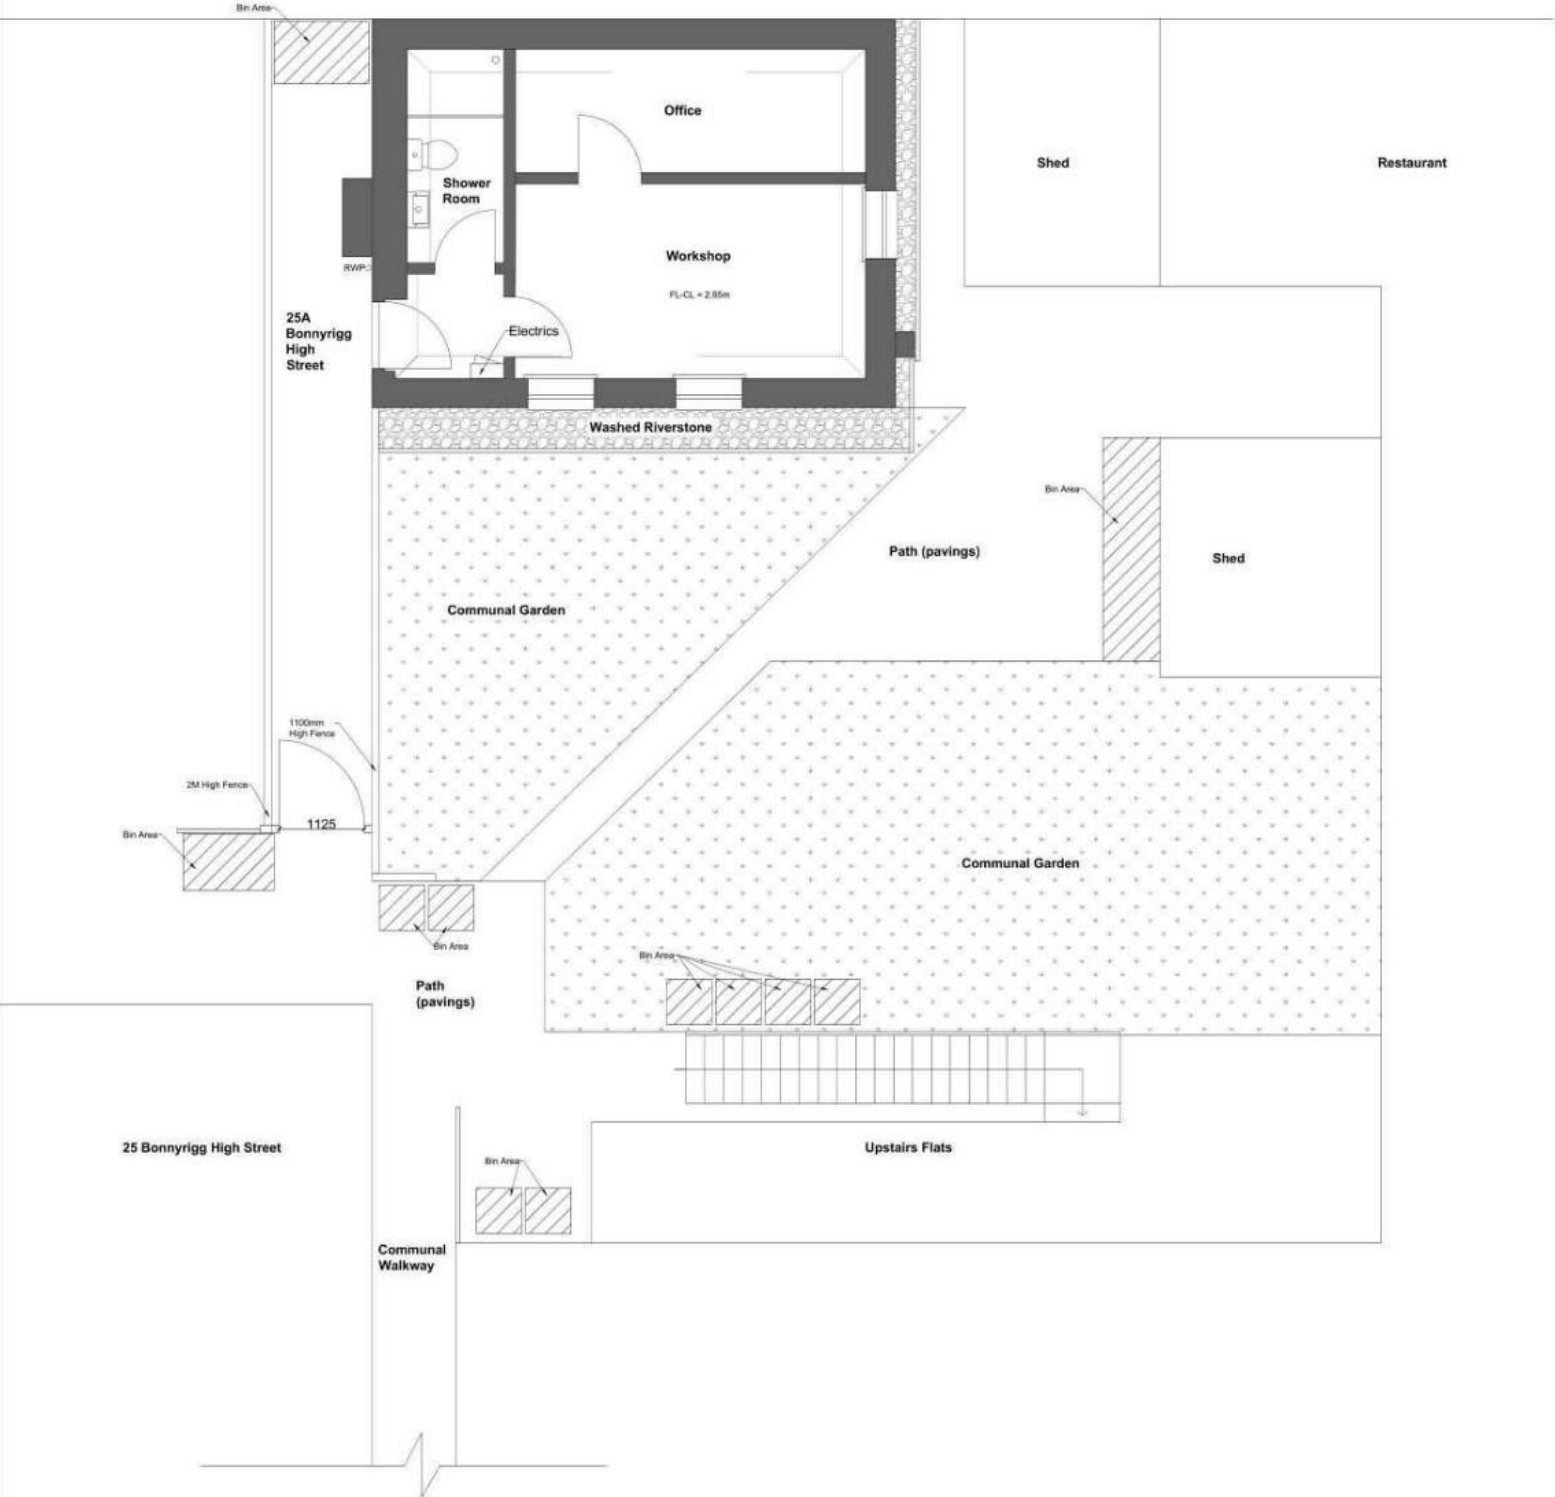 Bin Area
Office
Shed
Restaurant
Shower
Room
Workshop
RWP
FL-CL = 2.65m
25A
Bonnyrigg
High
Street
Electrics
Washed Riverstone
Bin Area
Path (pavings)
Shed
Communal Garden
1100mm
High Fence
2M High Fence
1125
Bin Area
Communal Garden
Bin Area
Bin Area
Path
(pavings)
25 Bonnyrigg High Street
Upstairs Flats
Bin Area
Communal
Walkway